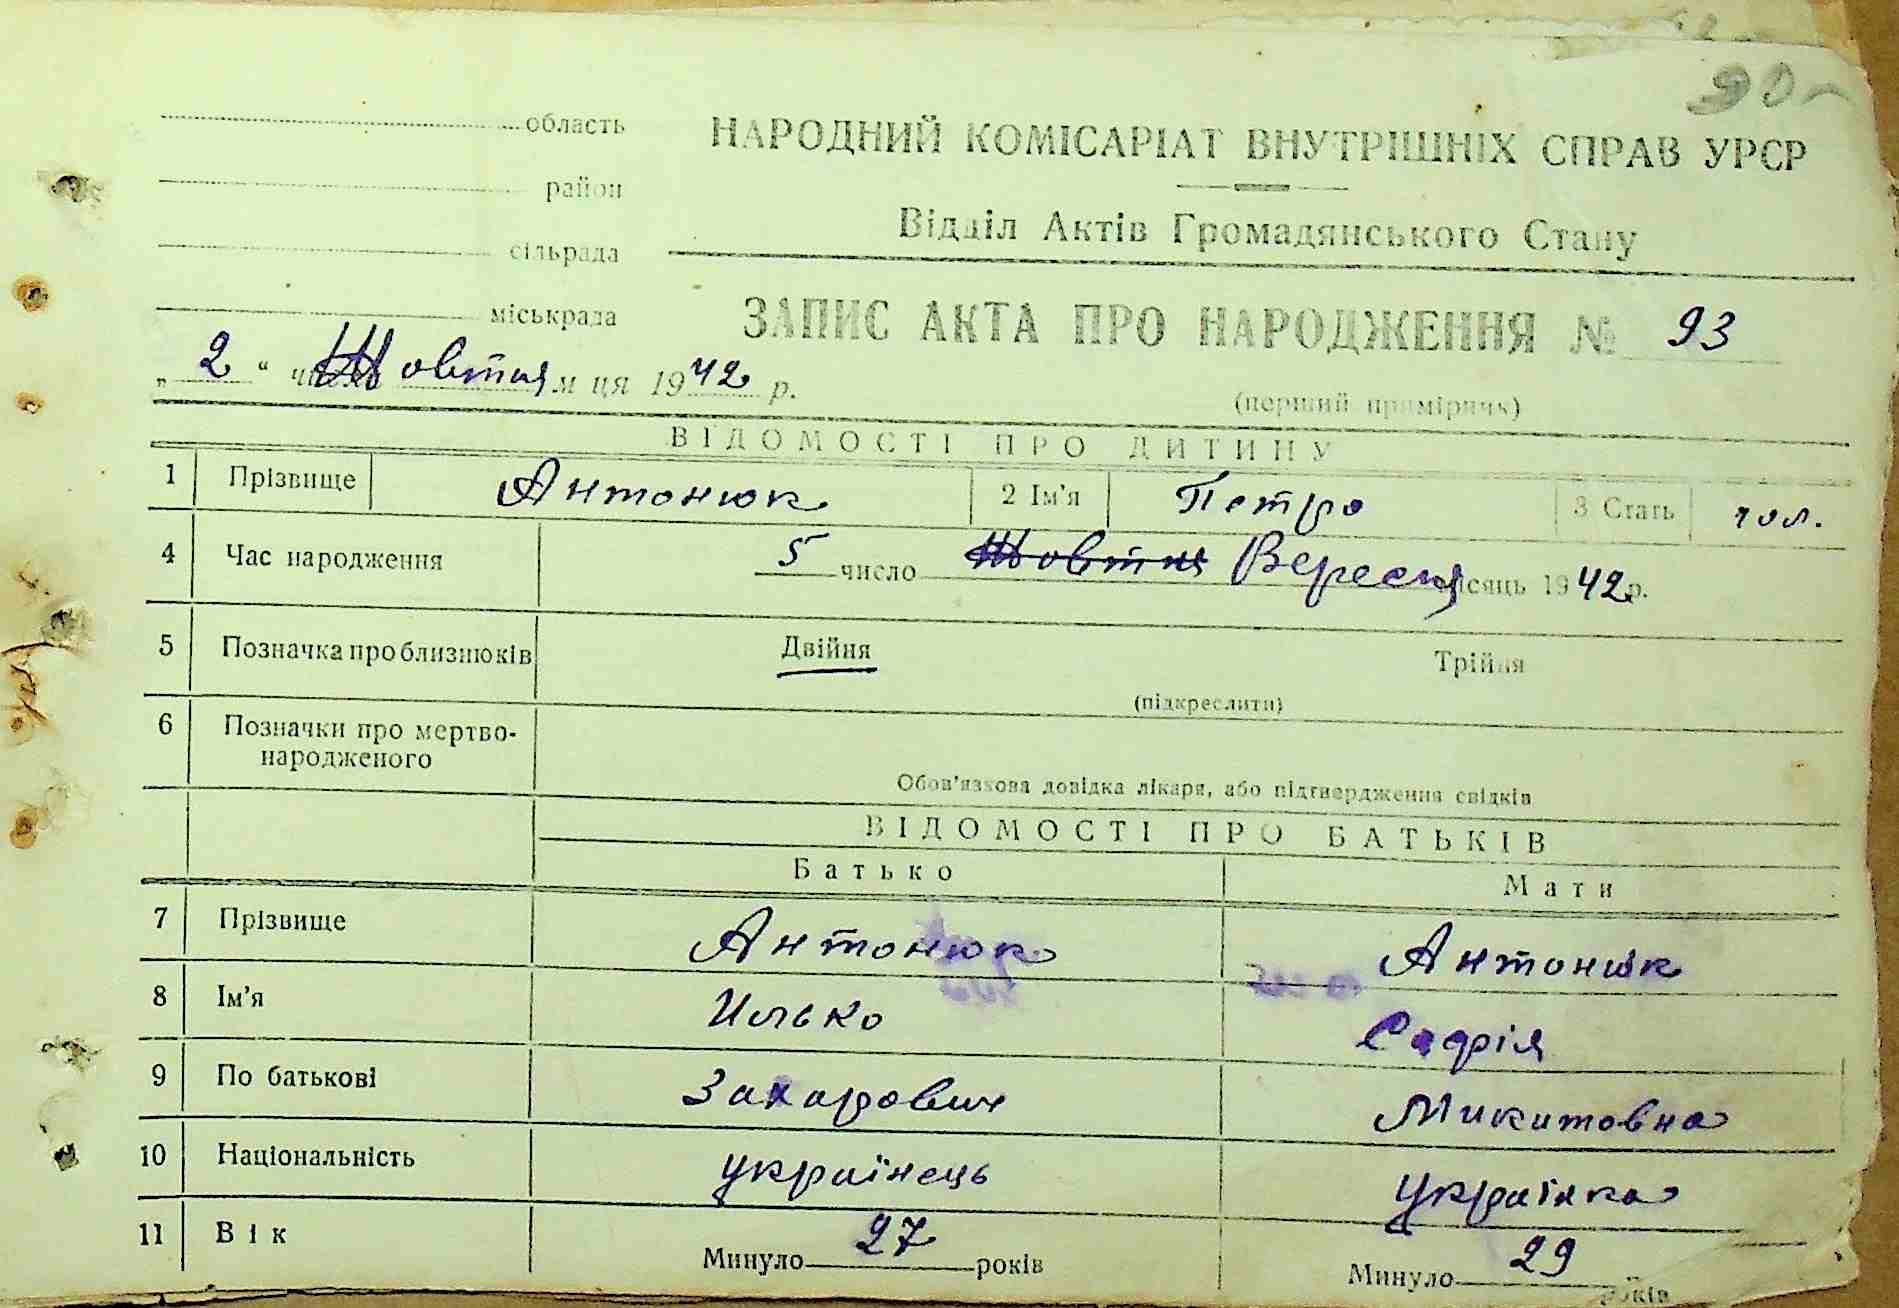 90
область
НАРОДНИЙ КОМІСАРІАТ ВНУТРІШНІХ СПРАВ УРСР
район
Відділ Актів Громадянського Стану
сільрада
міськрада
ЗАПИС АКТА ПРО НАРОДЖЕННЯ № 93
„ 2 “ Жовтня м ця 1942 р.
(перший примірник)
ВІДОМОСТІ ПРО ДИТИНУ
1 Прізвище Антонюк 2 Ім'я Петро 3 Стать чол.
4 Час народження 5 число Жовтня Вересня місяць 1942 р.
5 Позначка про близнюків Двійня Трійня
(підкреслити)
6 Позначки про мертво-
народженого
Обов'язкова довідка лікаря, або підтвердження свідків
ВІДОМОСТІ ПРО БАТЬКІВ
Батько Мати
7 Прізвище Антонюк Антонюк
8 Ім'я Илько Софія
9 По батькові Захарович Микитовна
10 Національність українець українка
11 Вік Минуло 27 років Минуло 29 років